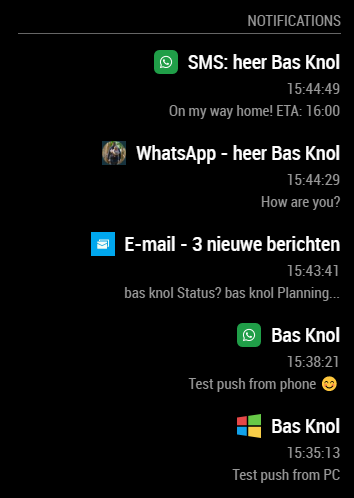 NOTIFICATIONS
SMS: heer Bas Knol
15:44:49
On my way home! ETA: 16:00
WhatsApp - heer Bas Knol
15:44:29
How are you?
E-mail - 3 nieuwe berichten
15:43:41
bas knol Status? bas knol Planning...
Bas Knol
15:38:21
Test push from phone 😊
Bas Knol
15:35:13
Test push from PC